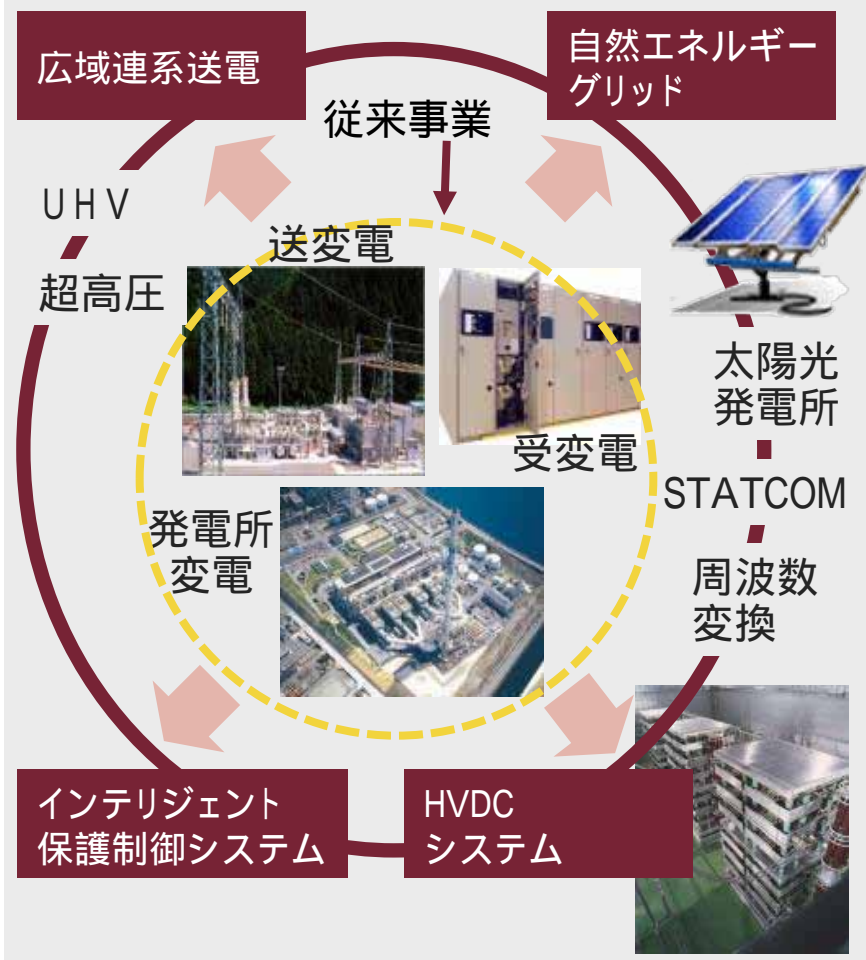 広域連系送電
自然エネルギー
グリッド
従来事業
UHV
超高圧
送変電
受変電
太陽光
発電所
STATCOM
発電所
変電
周波数
変換
インテリジェント
保護制御システム
HVDC
システム